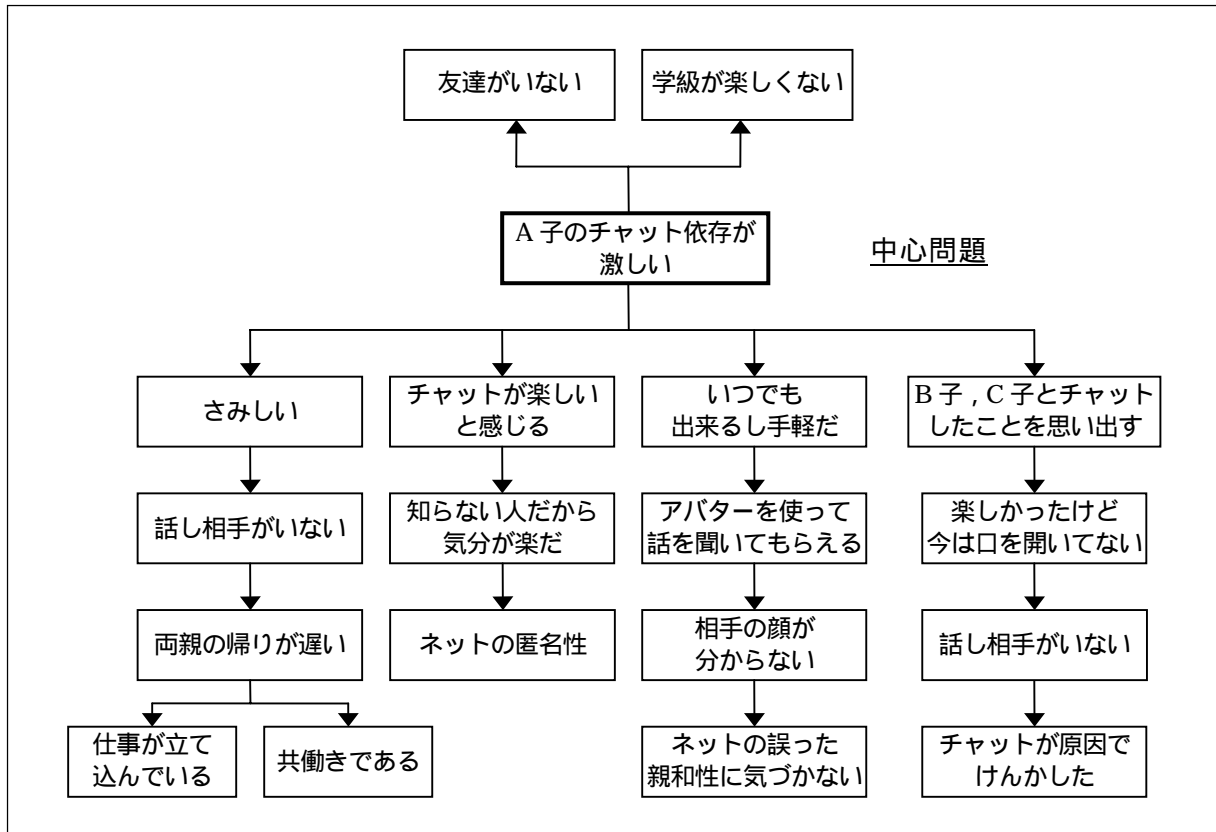 友達がいない
学級が楽しくない
A 子のチャット依存が
激しい
中心問題
さみしい
チャットが楽しい
と感じる
いつでも
出来るし手軽だ
B 子 , C 子とチャット
したことを思い出す
話し相手がいない
知らない人だから
気分が楽だ
アバターを使って
話を聞いてもらえる
楽しかったけど
今は口を開いてない
両親の帰りが遅い
ネットの匿名性
相手の顔が
分からない
話し相手がいない
仕事が立て
込んでいる
共働きである
ネットの誤った
親和性に気づかない
チャットが原因で
けんかした